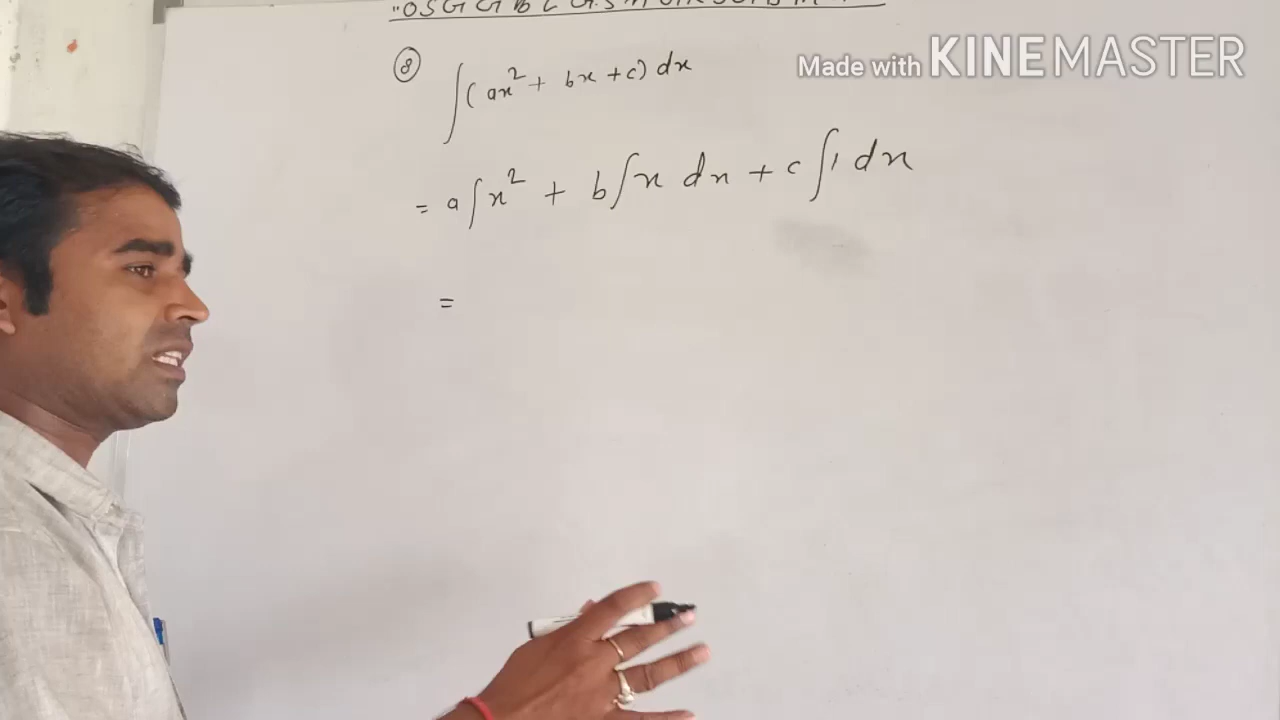 Made with KINEMASTER
⑧ ∫(ax² + bx + c) dx
= a∫x² + b∫x dx + c∫1 dx
=